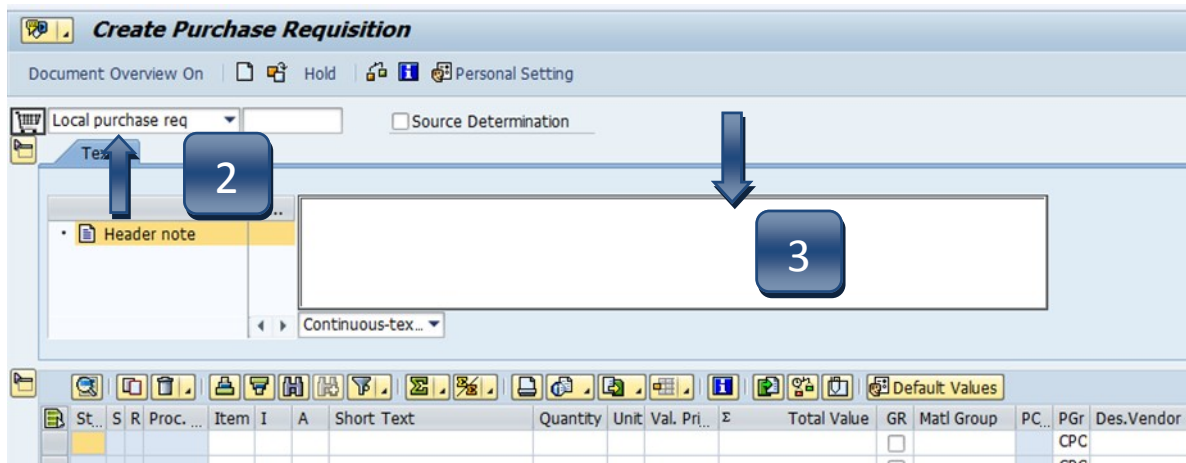 Create Purchase Requisition
Document Overview On Hold Personal Setting
Local purchase req Source Determination
2
..
Header note
3
Continuous-tex...
Default Values
St... S R Proc. ... Item I A Short Text Quantity Unit Val. Pri... Σ Total Value GR Matl Group PC... PGr Des.Vendor
CPC